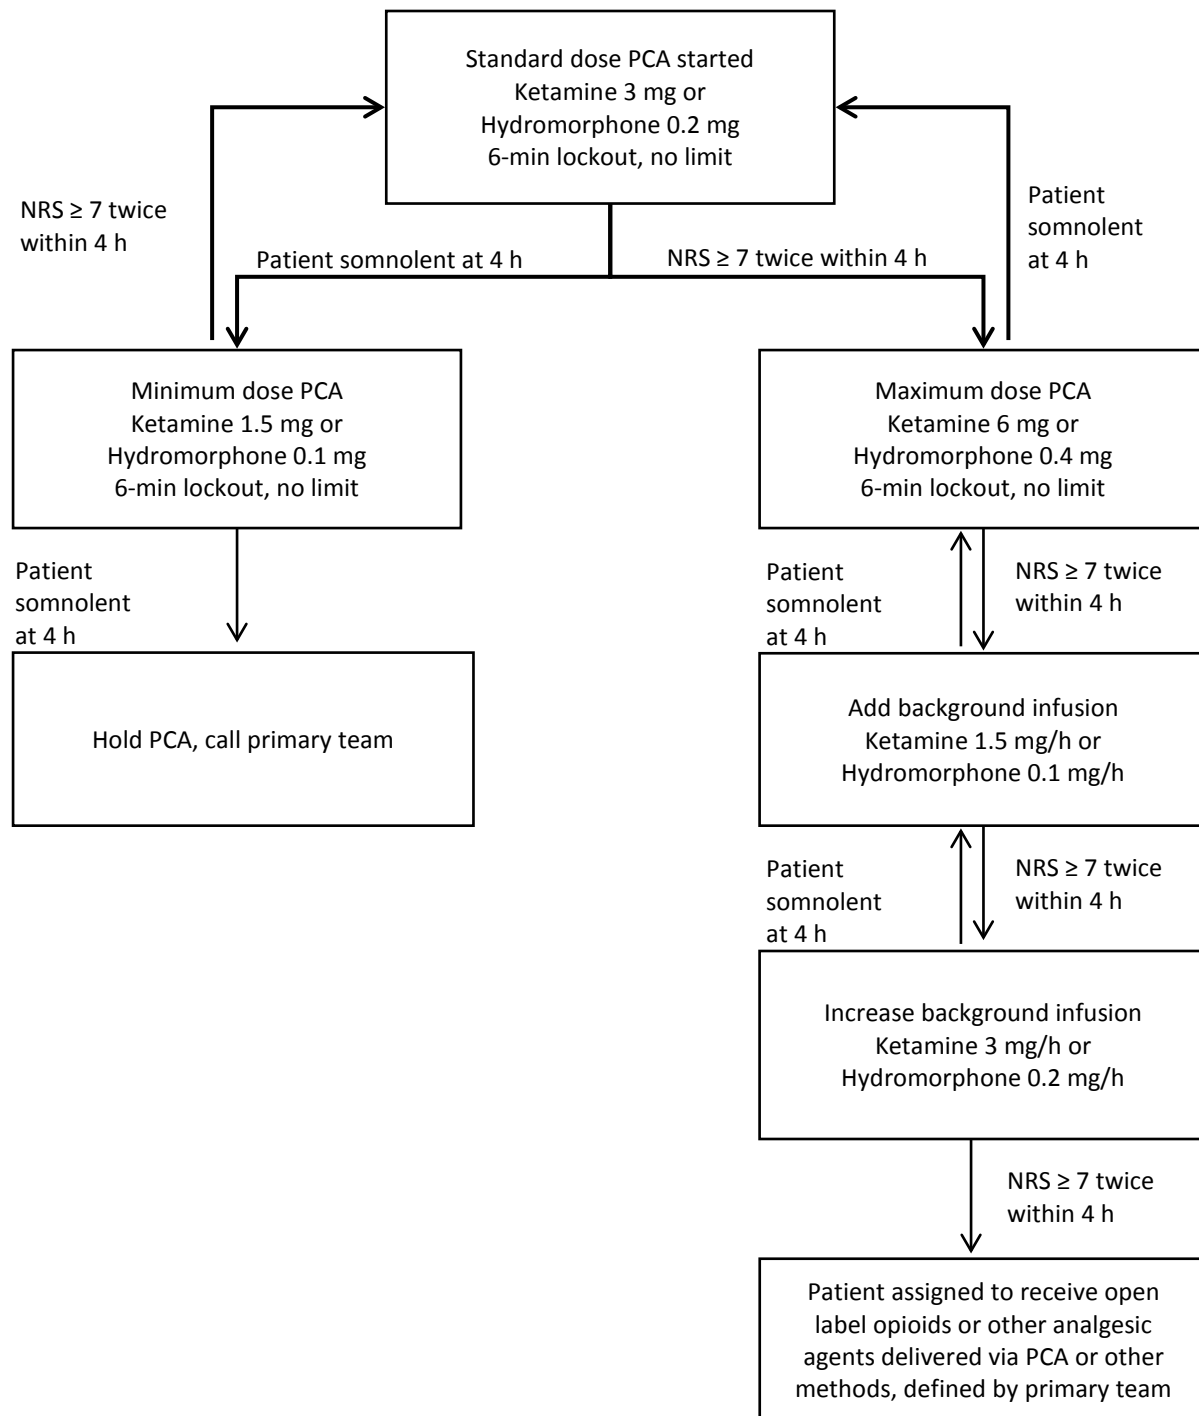 Standard dose PCA started
Ketamine 3 mg or
Hydromorphone 0.2 mg
6-min lockout, no limit
NRS ≥ 7 twice
within 4 h
Patient somnolent at 4 h
NRS ≥ 7 twice within 4 h
Patient
somnolent
at 4 h
Minimum dose PCA
Ketamine 1.5 mg or
Hydromorphone 0.1 mg
6-min lockout, no limit
Maximum dose PCA
Ketamine 6 mg or
Hydromorphone 0.4 mg
6-min lockout, no limit
Patient
somnolent
at 4 h
Patient
somnolent
at 4 h
NRS ≥ 7 twice
within 4 h
Hold PCA, call primary team
Add background infusion
Ketamine 1.5 mg/h or
Hydromorphone 0.1 mg/h
Patient
somnolent
at 4 h
NRS ≥ 7 twice
within 4 h
Increase background infusion
Ketamine 3 mg/h or
Hydromorphone 0.2 mg/h
NRS ≥ 7 twice
within 4 h
Patient assigned to receive open
label opioids or other analgesic
agents delivered via PCA or other
methods, defined by primary team